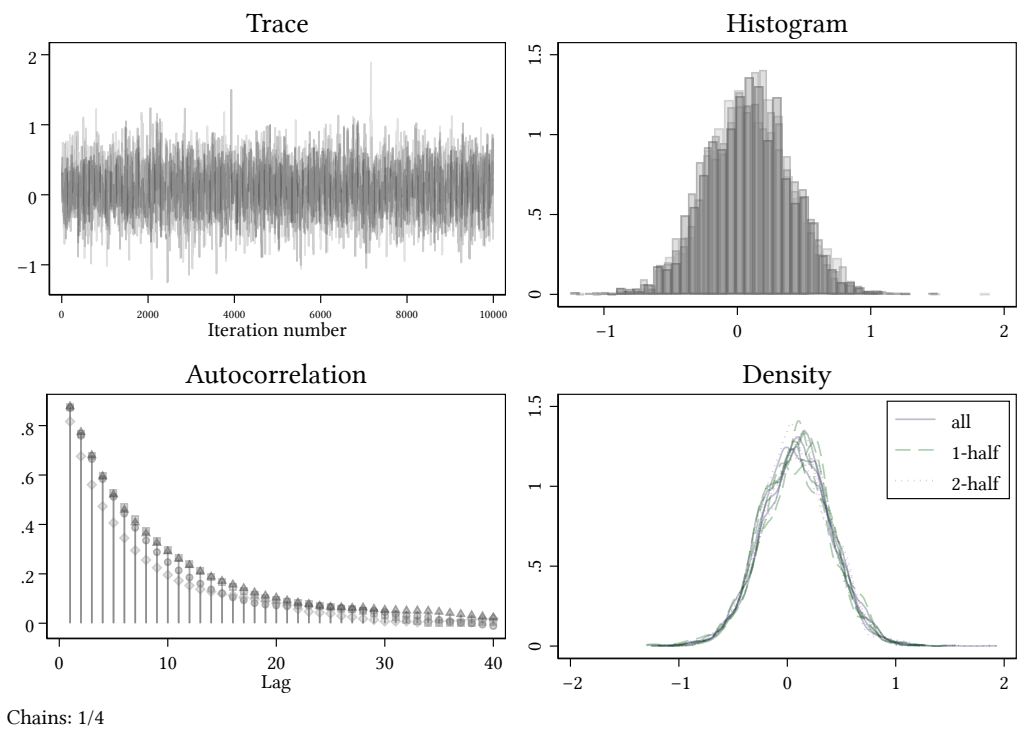 Trace
2
1
0
−1
0 2000 4000 6000 8000 10000
Iteration number
Histogram
1.5
1
.5
0
−1 0 1 2
Autocorrelation
.8
.6
.4
.2
0
0 10 20 30 40
Lag
Density
1.5
1
.5
0
−2 −1 0 1 2
all
1-half
2-half
Chains: 1/4